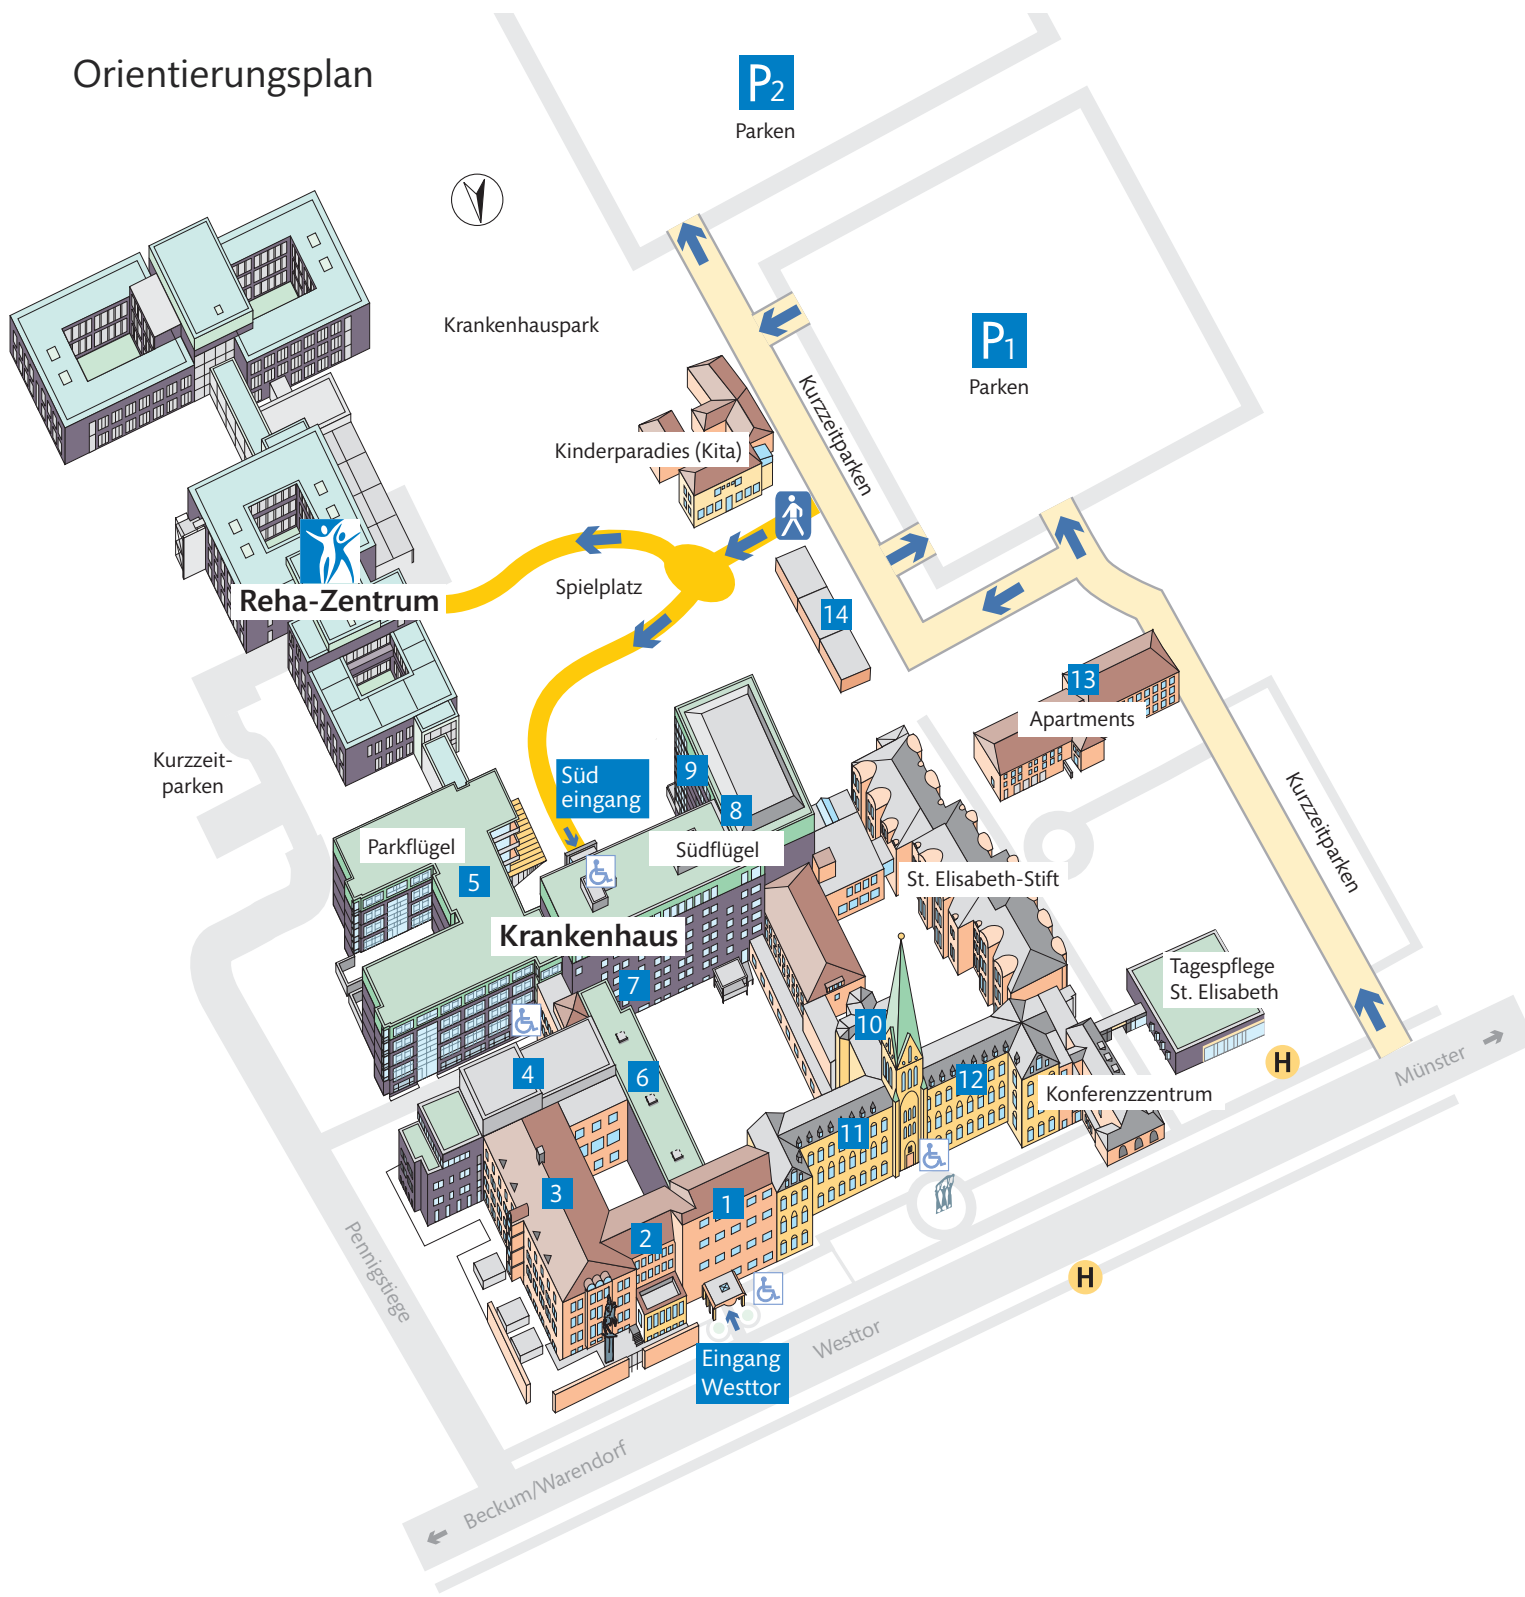 Orientierungsplan
P2
Parken
P1
Parken
Krankenhauspark
Kurzzeitparken
Kinderparadies (Kita)
Reha-Zentrum
Spielplatz
14
13
Apartments
Kurzzeit-
parken
Süd
eingang
9
8
Südflügel
Parkflügel
5
Kurzzeitparken
St. Elisabeth-Stift
Krankenhaus
7
Tagespflege
St. Elisabeth
10
H
Münster
4
6
12
Konferenzzentrum
11
3
1
2
Pennigstiege
H
Westtor
Eingang
Westtor
Beckum/Warendorf